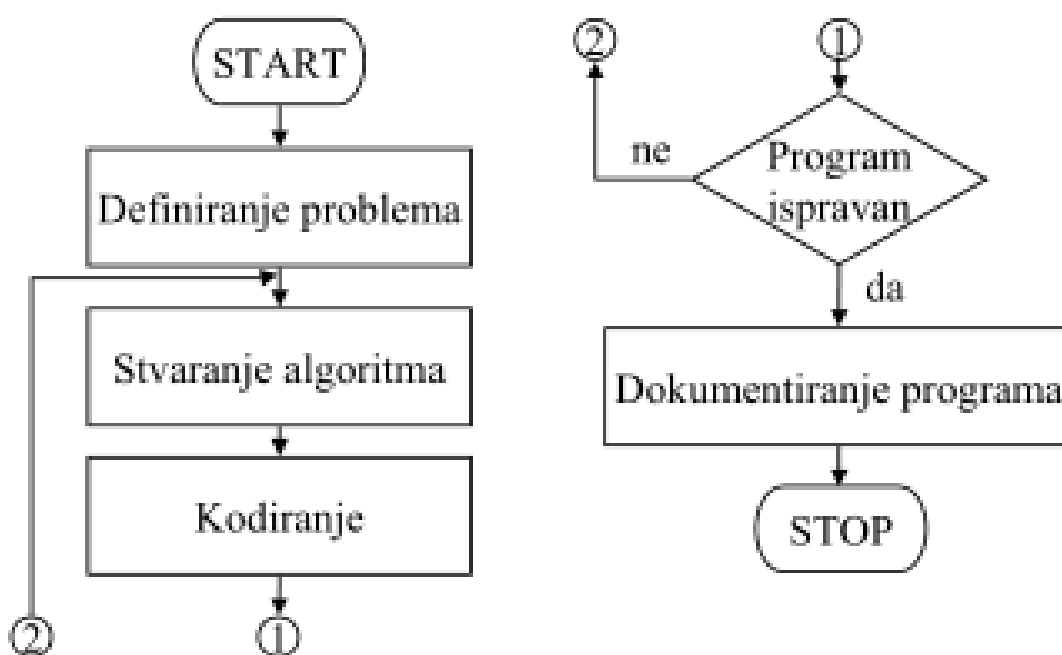 START
Definiranje problema
Stvaranje algoritma
Kodiranje
2
1
2
1
ne
Program
ispravan
da
Dokumentiranje programa
STOP